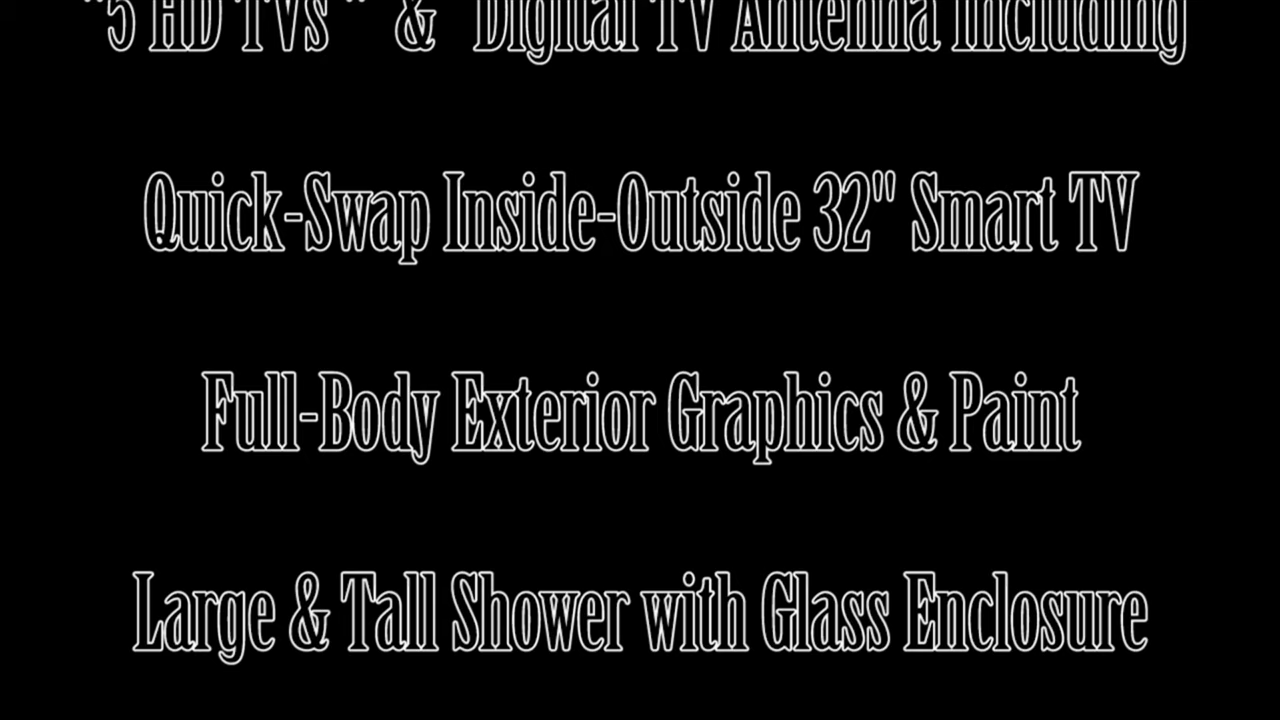 "5 HD TVs " & "Digital TV Antenna Including
Quick-Swap Inside-Outside 32" Smart TV
Full-Body Exterior Graphics & Paint
Large & Tall Shower with Glass Enclosure